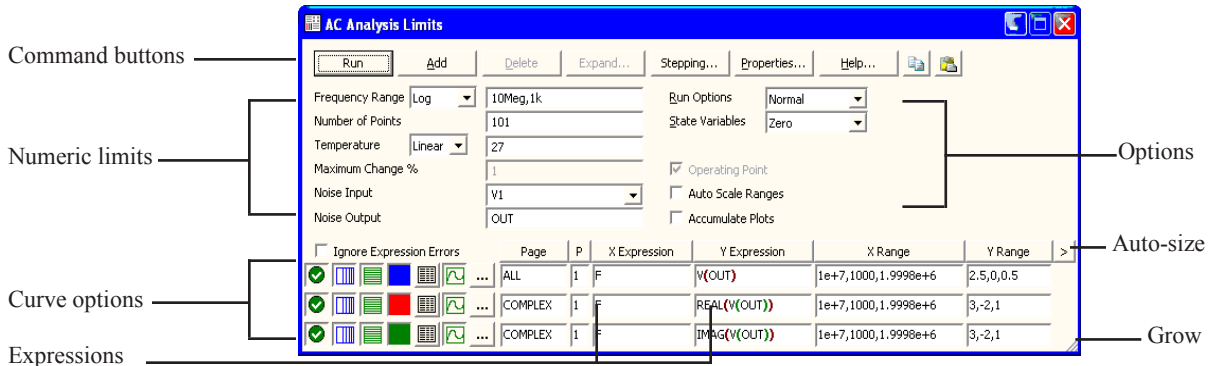 AC Analysis Limits
Command buttons
Run Add Delete Expand... Stepping... Properties... Help...
Frequency Range Log 10Meg,1k Run Options Normal
Number of Points 101 State Variables Zero
Temperature Linear 27
Numeric limits
Options
Maximum Change % 1 Operating Point
Noise Input V1 Auto Scale Ranges
Noise Output OUT Accumulate Plots
Ignore Expression Errors Page P X Expression Y Expression X Range Y Range >
Auto-size
... ALL 1 F V(OUT) 1e+7,1000,1.9998e+6 2.5,0,0.5
Curve options
... COMPLEX 1 F REAL(V(OUT)) 1e+7,1000,1.9998e+6 3,-2,1
... COMPLEX 1 F IMAG(V(OUT)) 1e+7,1000,1.9998e+6 3,-2,1
Grow
Expressions